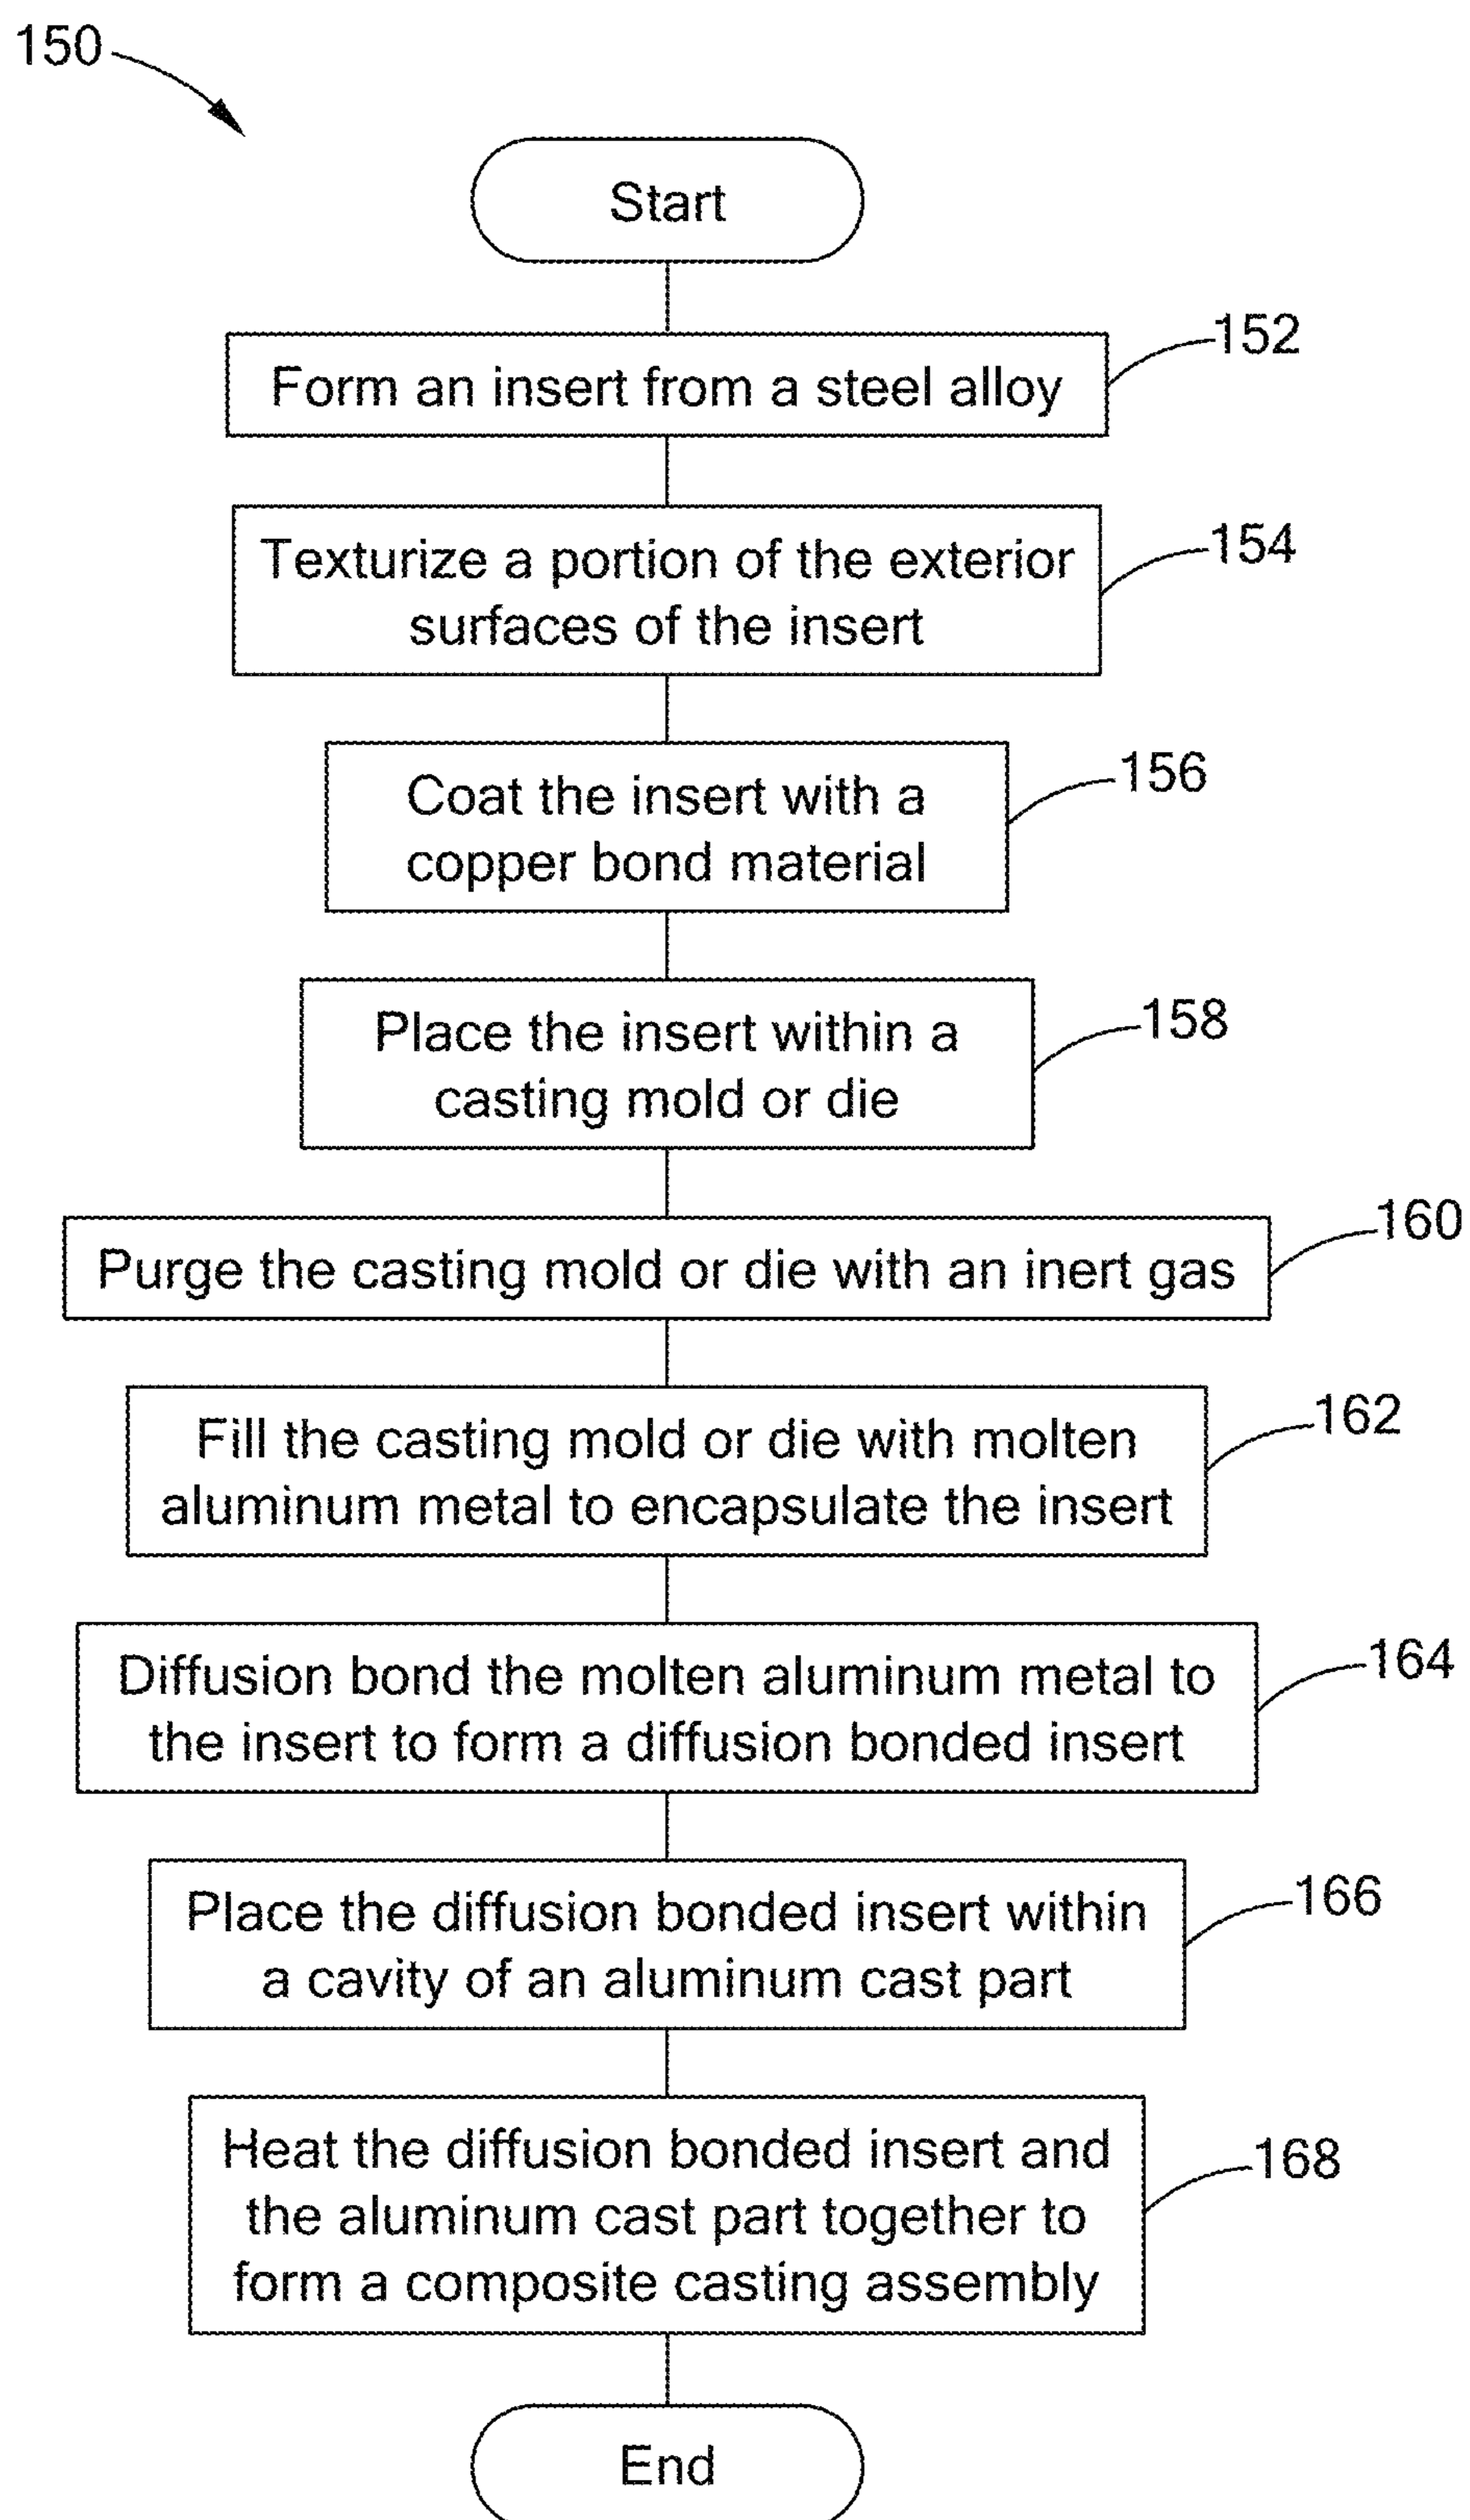 150
Start
152
Form an insert from a steel alloy
154
Texturize a portion of the exterior
surfaces of the insert
156
Coat the insert with a
copper bond material
158
Place the insert within a
casting mold or die
160
Purge the casting mold or die with an inert gas
162
Fill the casting mold or die with molten
aluminum metal to encapsulate the insert
164
Diffusion bond the molten aluminum metal to
the insert to form a diffusion bonded insert
166
Place the diffusion bonded insert within
a cavity of an aluminum cast part
168
Heat the diffusion bonded insert and
the aluminum cast part together to
form a composite casting assembly
End